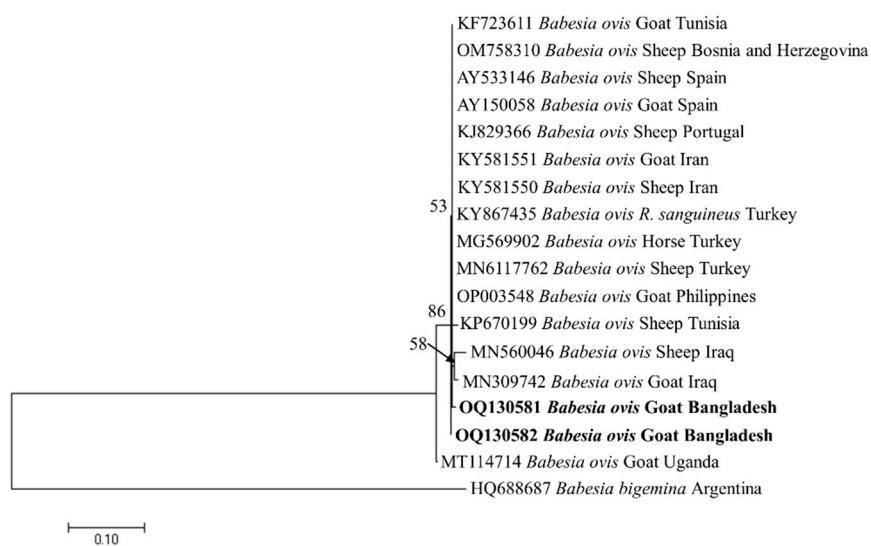 KF723611 Babesia ovis Goat Tunisia
OM758310 Babesia ovis Sheep Bosnia and Herzegovina
AY533146 Babesia ovis Sheep Spain
AY150058 Babesia ovis Goat Spain
KJ829366 Babesia ovis Sheep Portugal
KY581551 Babesia ovis Goat Iran
KY581550 Babesia ovis Sheep Iran
53
KY867435 Babesia ovis R. sanguineus Turkey
MG569902 Babesia ovis Horse Turkey
MN6117762 Babesia ovis Sheep Turkey
OP003548 Babesia ovis Goat Philippines
86
KP670199 Babesia ovis Sheep Tunisia
58
MN560046 Babesia ovis Sheep Iraq
MN309742 Babesia ovis Goat Iraq
OQ130581 Babesia ovis Goat Bangladesh
OQ130582 Babesia ovis Goat Bangladesh
MT114714 Babesia ovis Goat Uganda
HQ688687 Babesia bigemina Argentina
0.10